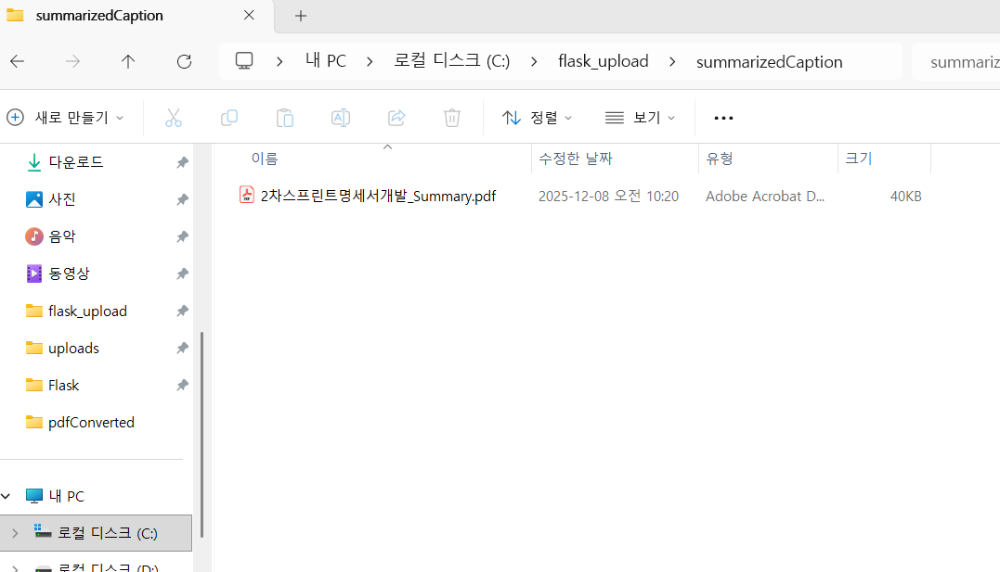 summarizedCaption
내 PC
로컬 디스크 (C:)
flask_upload
summarizedCaption
summariz
새로 만들기
정렬
보기
이름
수정한 날짜
유형
크기
2차스프린트명세서개발_Summary.pdf
2025-12-08 오전 10:20
Adobe Acrobat D...
40KB
다운로드
사진
음악
동영상
flask_upload
uploads
Flask
pdfConverted
내 PC
로컬 디스크 (C:)
로컬 디스크 (D:)